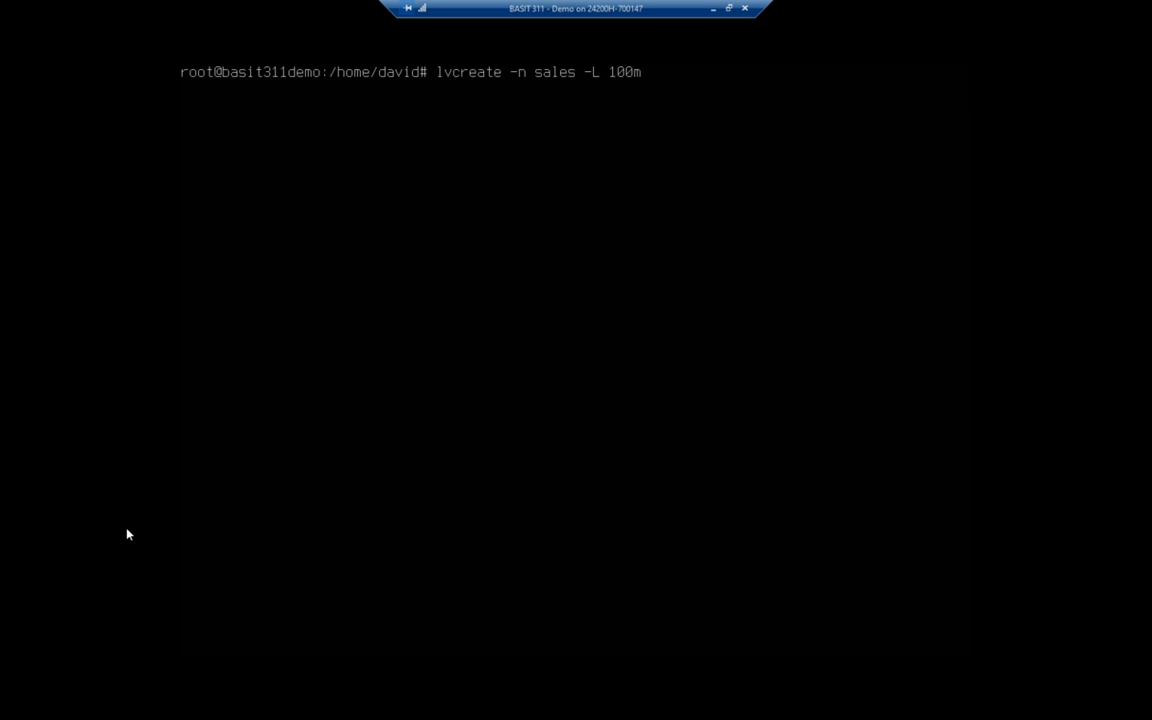 BASIT 311 - Demo on 24200H-700147
root@basit311demo:/home/david# lvcreate -n sales -L 100m